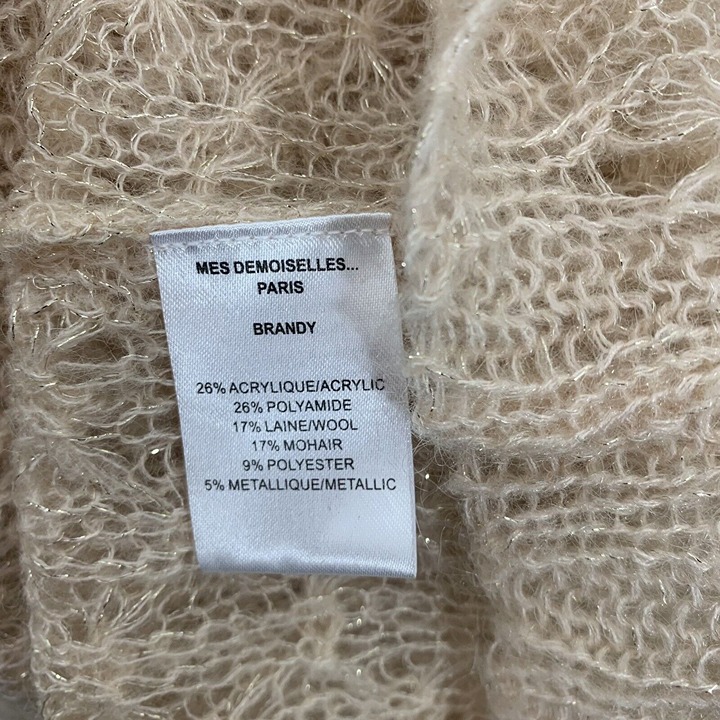 MES DEMOISELLES...
PARIS
BRANDY
26% ACRYLIQUE/ACRYLIC
26% POLYAMIDE
17% LAINE/WOOL
17% MOHAIR
9% POLYESTER
5% METALLIQUE/METALLIC